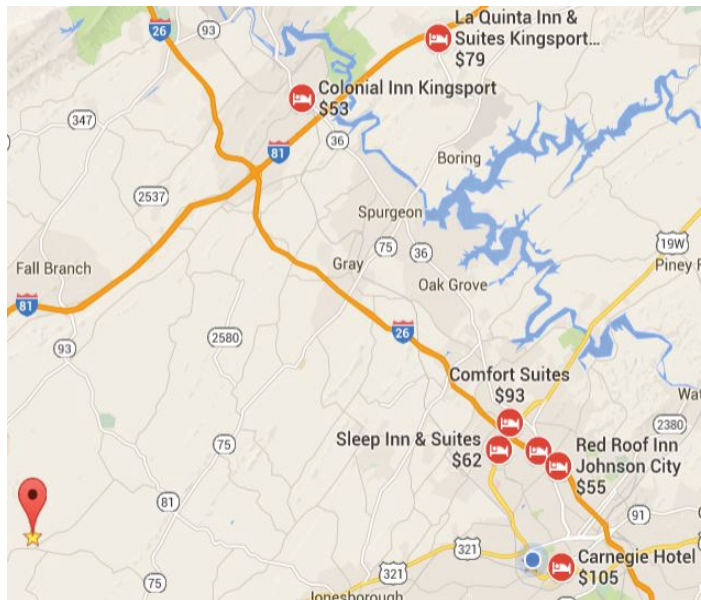 La Quinta Inn &
Suites Kingsport...
$79
26
93
Colonial Inn Kingsport
$53
347
36
81
Boring
2537
Spurgeon
19W
75
36
Gray
Piney F
Fall Branch
Oak Grove
81
26
2580
93
Comfort Suites
$93
Wat
2380
Sleep Inn & Suites
$62
Red Roof Inn
Johnson City
$55
75
81
91
321
Carnegie Hotel
$105
321
75
Jonesborough